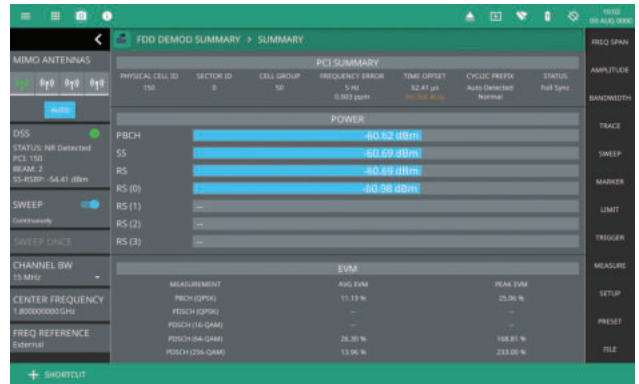 19:02
FDD DEMOD SUMMARY > SUMMARY
FREQ SPAN
AMPLITUDE
BANDWIDTH
TRACE
SWEEP
MARKER
LIMIT
TRIGGER
MEASURE
SETUP
PRESET
FILE
MIMO ANTENNAS
AUTO
DSS
STATUS: NR Detected
PCI: 150
BEAM: 2
SS-RSRP: -54.41 dBm
SWEEP
Continuously
SWEEP ONCE
CHANNEL BW
15 MHz
CENTER FREQUENCY
1.800000000 GHz
FREQ REFERENCE
External
PCI SUMMARY
PHYSICAL CELL ID SECTOR ID CELL GROUP FREQUENCY ERROR TIME OFFSET CYCLIC PREFIX STATUS
150 0 50 5 Hz 62.41 µs Auto Detected Full Sync
0.003 ppm Normal
POWER
PBCH -60.62 dBm
SS -60.69 dBm
RS -60.69 dBm
RS (0) -60.98 dBm
RS (1) --
RS (2) --
RS (3) --
EVM
MEASUREMENT AVG EVM PEAK EVM
PBCH (QPSK) 11.13 % 25.06 %
PDSCH (QPSK) -- --
PDSCH (16-QAM) -- --
PDSCH (64-QAM) 26.30 % 168.81 %
PDSCH (256-QAM) 13.96 % 233.00 %
+ SHORTCUT